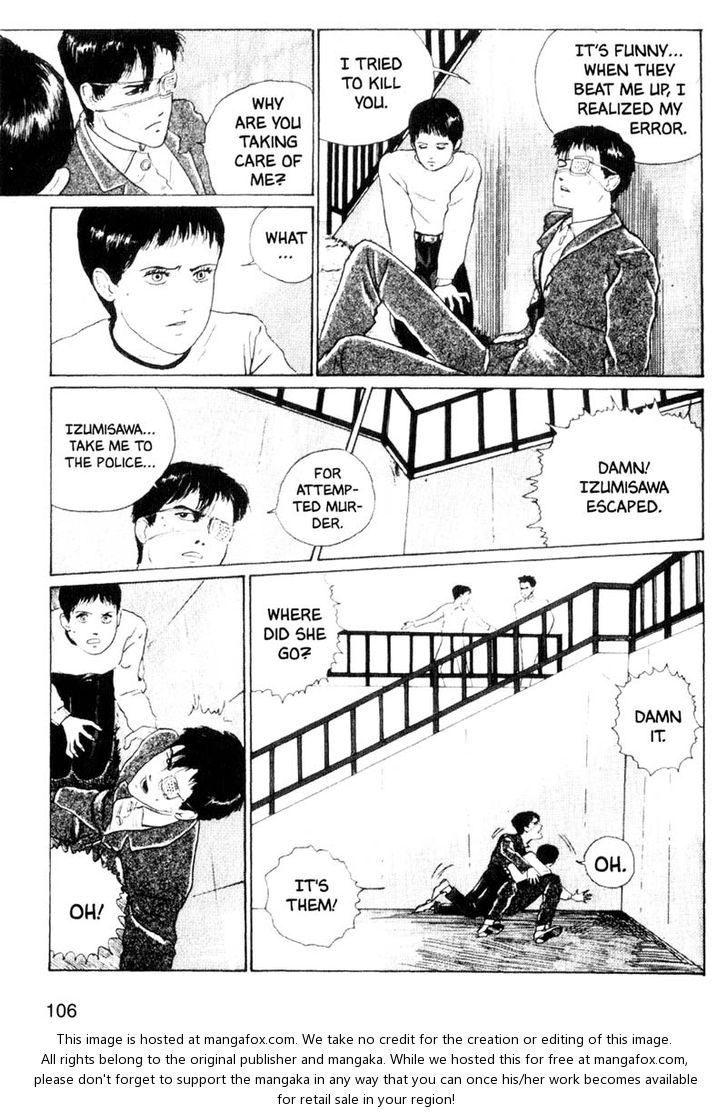 WHY
ARE YOU
TAKING
CARE OF
ME?
WHAT
...
I TRIED
TO KILL
YOU.
IT'S FUNNY...
WHEN THEY
BEAT ME UP, I
REALIZED MY
ERROR.
IZUMISAWA...
TAKE ME TO
THE POLICE...
FOR
ATTEMP-
TED MUR-
DER.
DAMN!
IZUMISAWA
ESCAPED.
OH!
WHERE
DID SHE
GO?
DAMN
IT.
IT'S
THEM!
OH.
106
This image is hosted at mangafox.com. We take no credit for the creation or editing of this image.
All rights belong to the original publisher and mangaka. While we hosted this for free at mangafox.com,
please don't forget to support the mangaka in any way that you can once his/her work becomes available
for retail sale in your region!